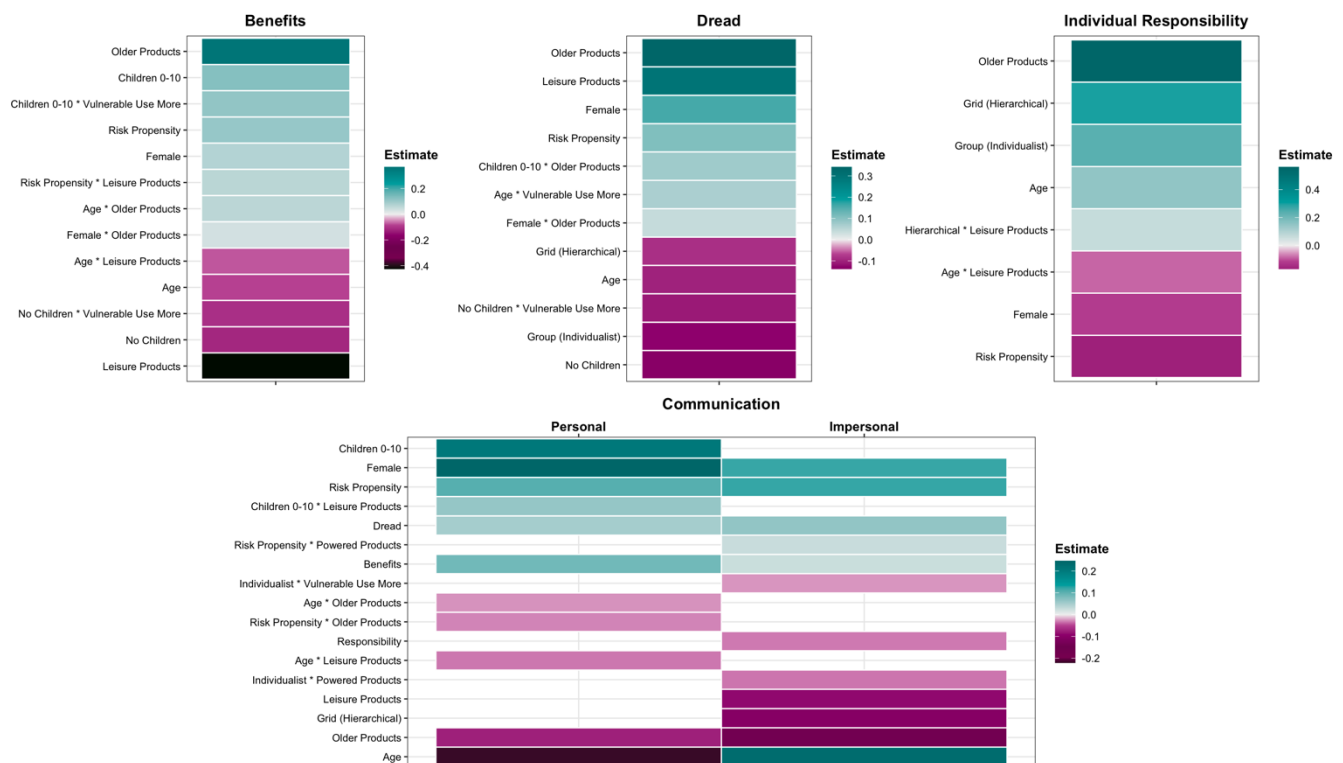 Benefits
Older Products
Children 0-10
Children 0-10 * Vulnerable Use More
Risk Propensity
Female
Risk Propensity * Leisure Products
Age * Older Products
Female * Older Products
Age * Leisure Products
Age
No Children * Vulnerable Use More
No Children
Leisure Products
Estimate
0.2
0.0
-0.2
-0.4
Dread
Older Products
Leisure Products
Female
Risk Propensity
Children 0-10 * Older Products
Age * Vulnerable Use More
Female * Older Products
Grid (Hierarchical)
Age
No Children * Vulnerable Use More
Group (Individualist)
No Children
Estimate
0.3
0.2
0.1
0.0
-0.1
Individual Responsibility
Older Products
Grid (Hierarchical)
Group (Individualist)
Age
Hierarchical * Leisure Products
Age * Leisure Products
Female
Risk Propensity
Estimate
0.4
0.2
0.0
Communication
Personal
Impersonal
Children 0-10
Female
Risk Propensity
Children 0-10 * Leisure Products
Dread
Risk Propensity * Powered Products
Benefits
Individualist * Vulnerable Use More
Age * Older Products
Risk Propensity * Older Products
Responsibility
Age * Leisure Products
Individualist * Powered Products
Leisure Products
Grid (Hierarchical)
Older Products
Age
Estimate
0.2
0.1
0.0
-0.1
-0.2